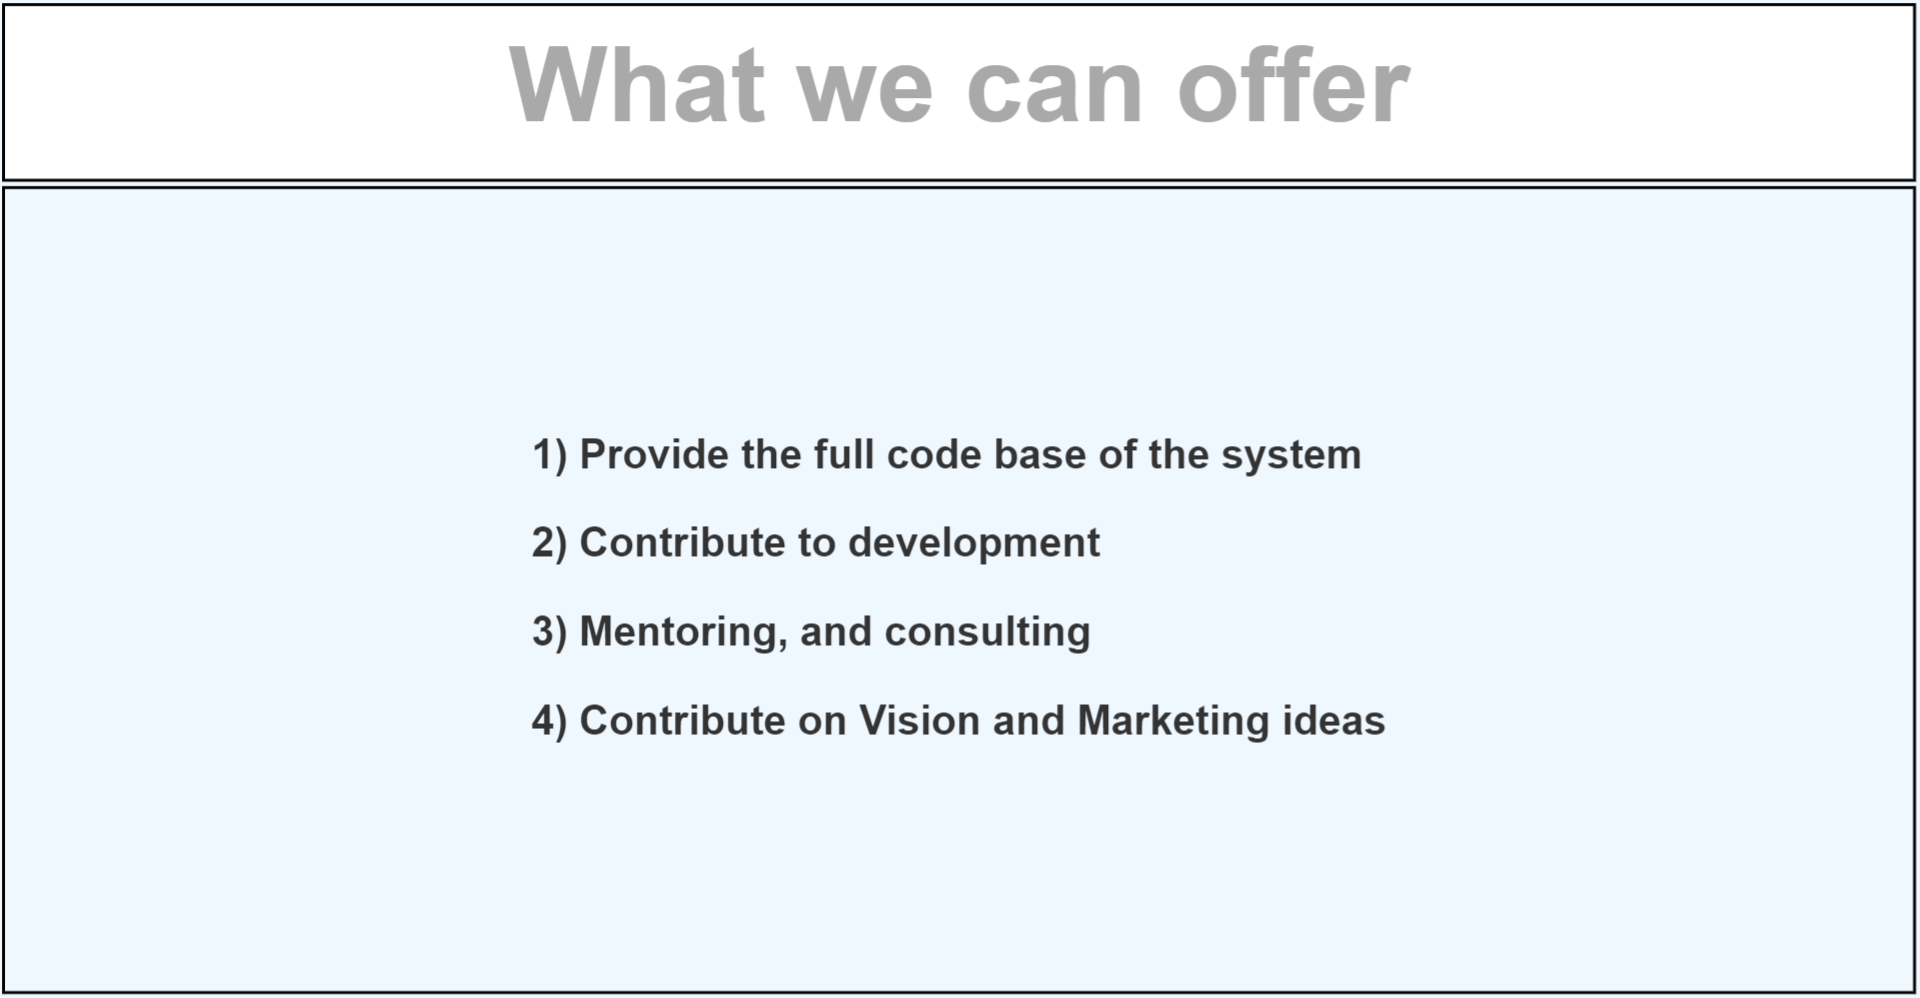 What we can offer
1) Provide the full code base of the system
2) Contribute to development
3) Mentoring, and consulting
4) Contribute on Vision and Marketing ideas